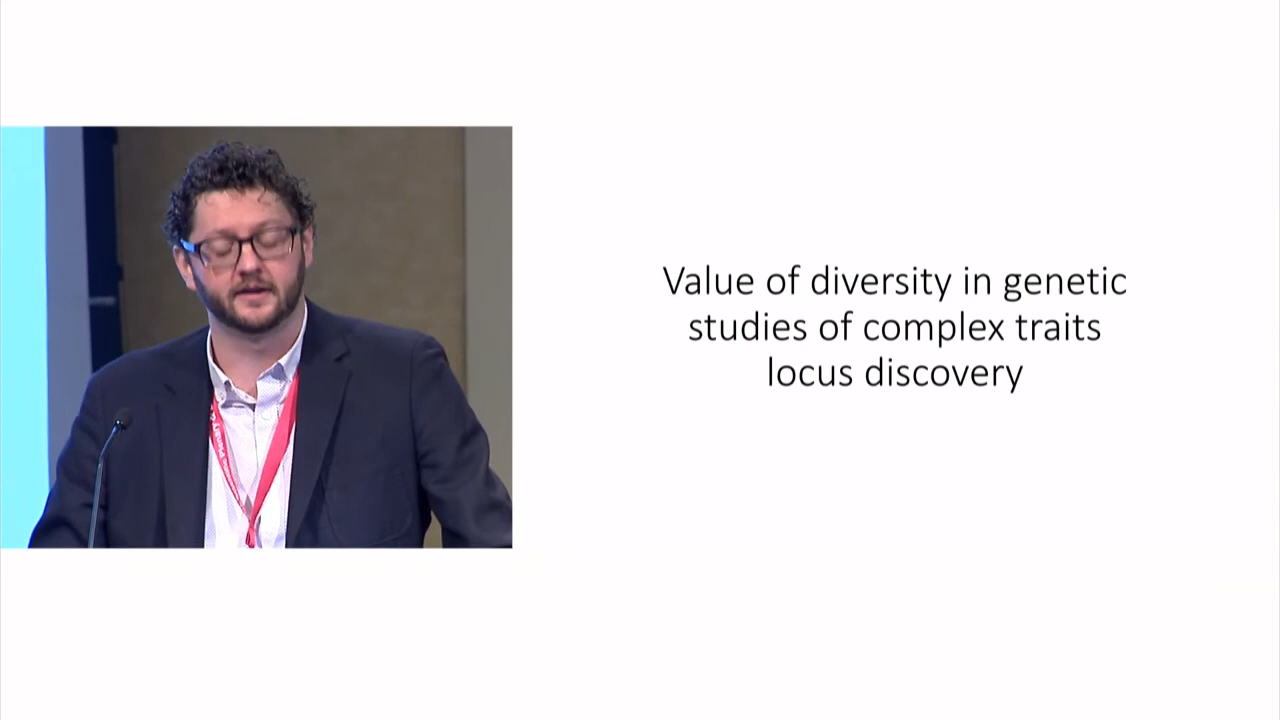 Value of diversity in genetic
studies of complex traits
locus discovery